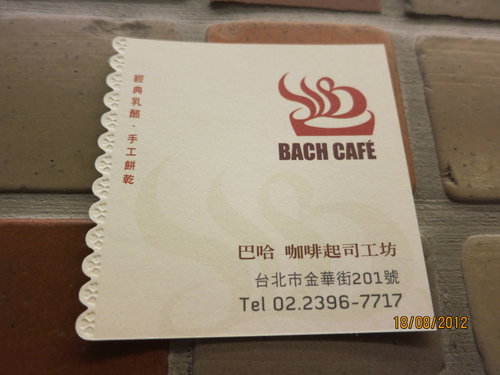 經典乳酪・手工餅乾
BACH CAFÉ
巴哈 咖啡起司工坊
台北市金華街201號
Tel 02.2396-7717
18/08/2012